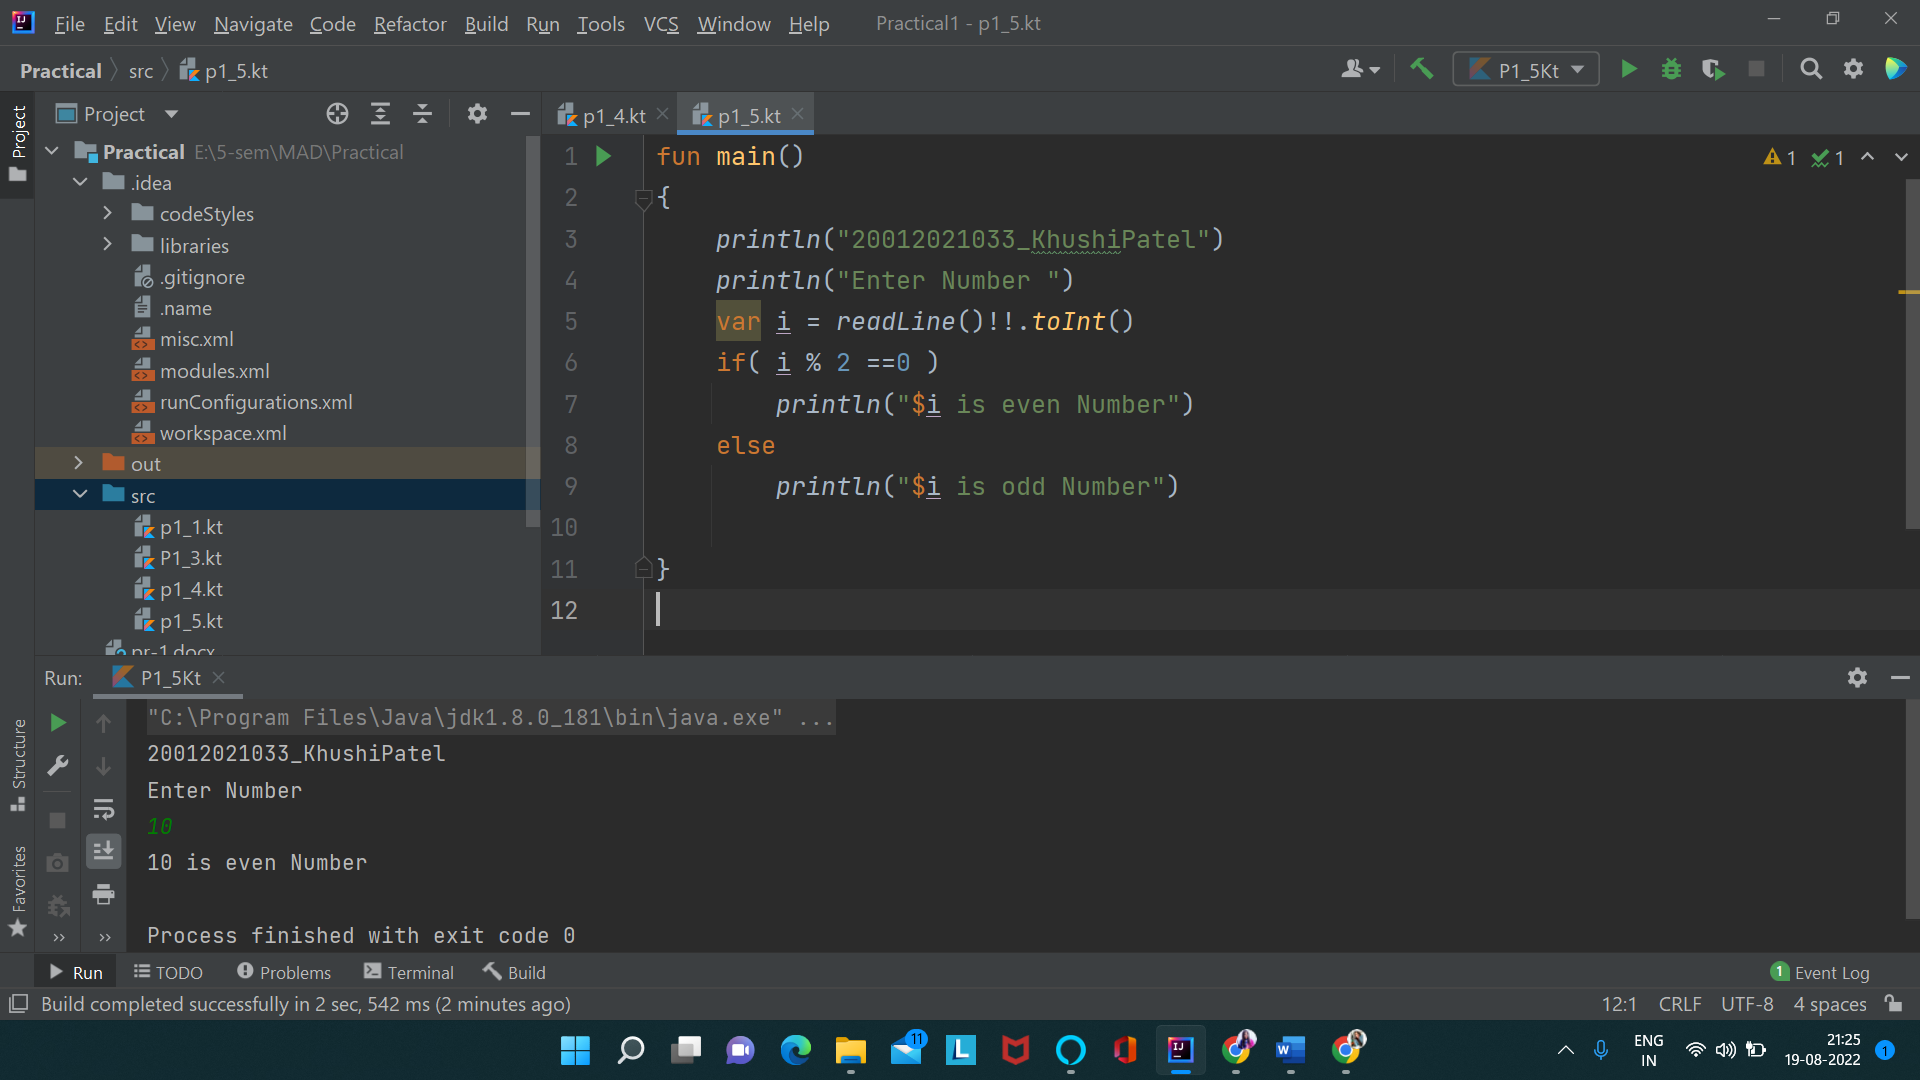 File Edit View Navigate Code Refactor Build Run Tools VCS Window Help Practical1 - p1_5.kt
Practical src p1_5.kt P1_5Kt
Project
Project p1_4.kt p1_5.kt
Practical E:\5-sem\MAD\Practical
.idea
codeStyles
libraries
.gitignore
.name
misc.xml
modules.xml
runConfigurations.xml
workspace.xml
out
src
p1_1.kt
P1_3.kt
p1_4.kt
p1_5.kt
pr-1.docx
1 fun main()
2 {
3 println("20012021033_KhushiPatel")
4 println("Enter Number ")
5 var i = readLine()!!.toInt()
6 if( i % 2 ==0 )
7 println("$i is even Number")
8 else
9 println("$i is odd Number")
10
11 }
12
1 1
Run: P1_5Kt
"C:\Program Files\Java\jdk1.8.0_181\bin\java.exe" ...
20012021033_KhushiPatel
Enter Number
10
10 is even Number
Process finished with exit code 0
Structure
Favorites
Run TODO Problems Terminal Build 1 Event Log
Build completed successfully in 2 sec, 542 ms (2 minutes ago) 12:1 CRLF UTF-8 4 spaces
11 L IJ W
ENG
IN
21:25
19-08-2022
1